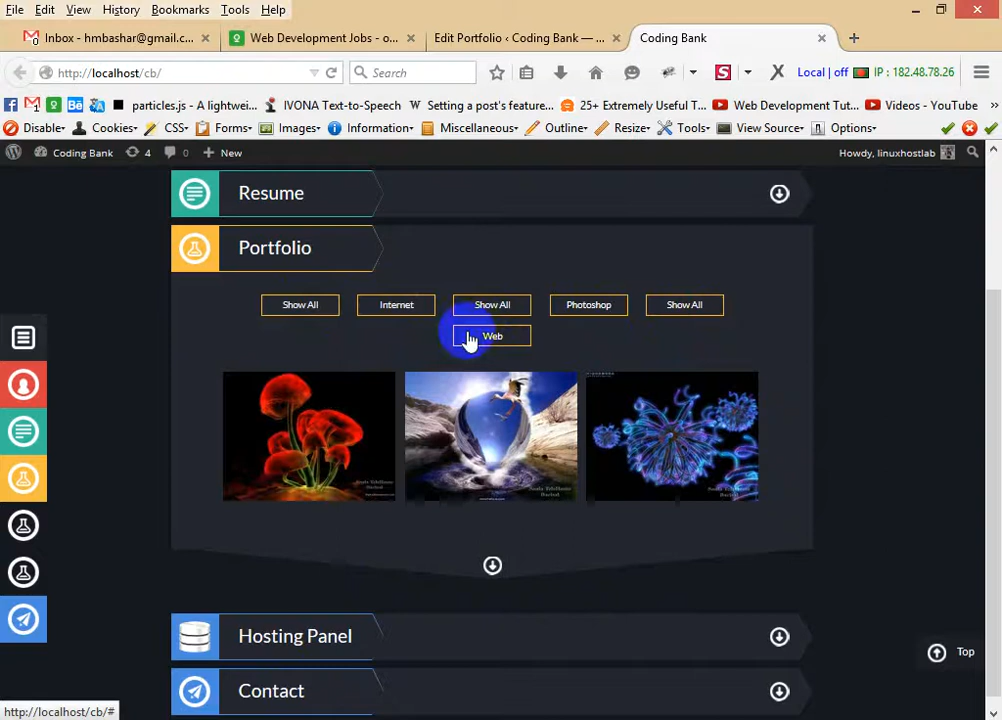 File Edit View History Bookmarks Tools Help
Inbox - hmbashar@gmail.c... × Web Development Jobs - o... × Edit Portfolio ‹ Coding Bank —... × Coding Bank ×
http://localhost/cb/ Search Local | off IP : 182.48.78.26
particles.js - A lightwei... IVONA Text-to-Speech Setting a post's feature... 25+ Extremely Useful T... Web Development Tut... Videos - YouTube
Disable Cookies CSS Forms Images Information Miscellaneous Outline Resize Tools View Source Options
Coding Bank 4 0 + New Howdy, linuxhostlab
Resume
Portfolio
Show All Internet Show All Photoshop Show All
Web
Hosting Panel
Top
Contact
http://localhost/cb/#